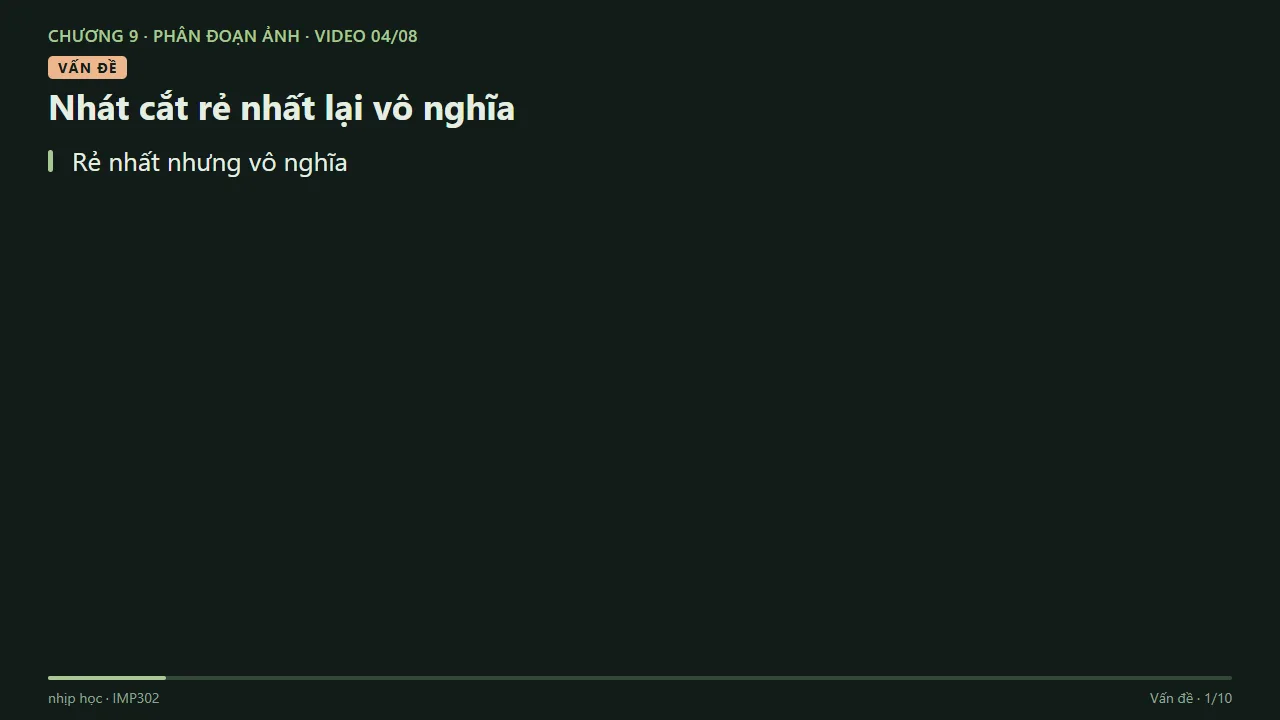 CHƯƠNG 9 · PHÂN ĐOẠN ẢNH · VIDEO 04/08
VẤN ĐỀ
Nhát cắt rẻ nhất lại vô nghĩa
Rẻ nhất nhưng vô nghĩa
nhịp học · IMP302
Vấn đề · 1/10